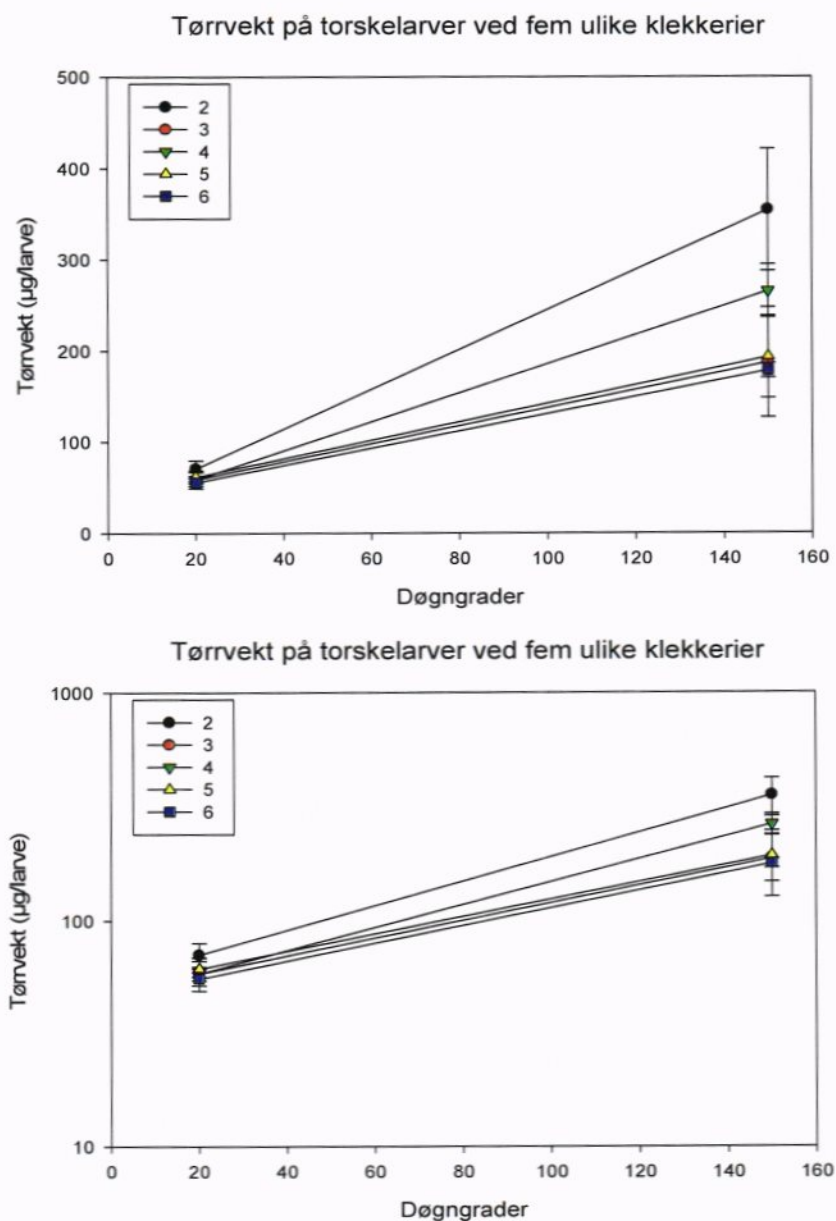 Tørrvekt på torskelarver ved fem ulike klekkerier
500
400
300
200
100
0
Tørrvekt (µg/larve)
2
3
4
5
6
0 20 40 60 80 100 120 140 160
Døgngrader
Tørrvekt på torskelarver ved fem ulike klekkerier
1000
100
10
Tørrvekt (µg/larve)
2
3
4
5
6
0 20 40 60 80 100 120 140 160
Døgngrader